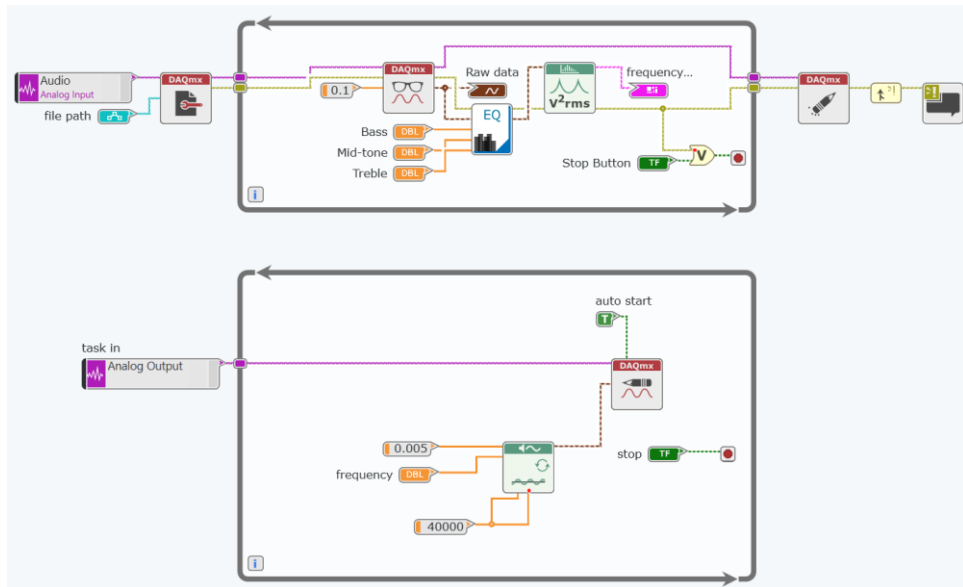 Audio
Analog Input
file path
DAQmx
0.1
DAQmx
Raw data
V²rms
frequency...
EQ
Bass
DBL
Mid-tone
DBL
Treble
DBL
Stop Button
TF
V
i
DAQmx
task in
Analog Output
auto start
T
DAQmx
0.005
frequency
DBL
40000
stop
TF
i